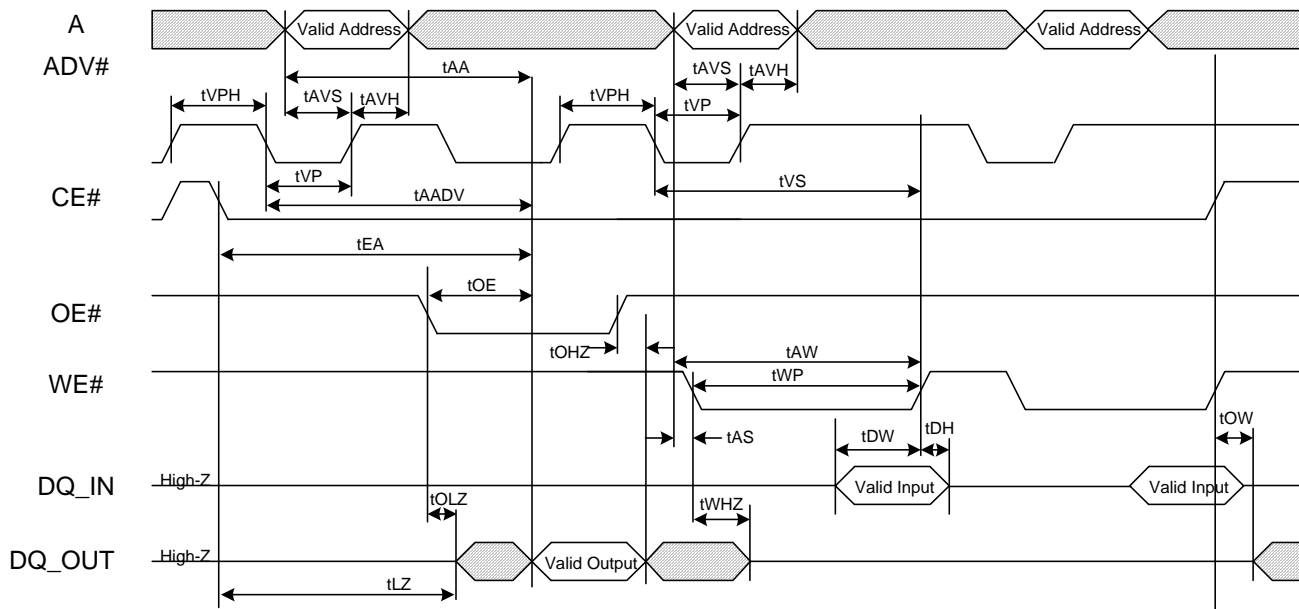 A
Valid Address
Valid Address
Valid Address
ADV#
tAA
tAVS
tAVH
tVPH
tAVS
tAVH
tVPH
tVP
tVP
tVS
tAADV
CE#
tEA
tOE
OE#
tOHZ
tAW
tWP
WE#
tAS
tDW
tDH
tOW
DQ_IN
High-Z
Valid Input
Valid Input
tOLZ
tWHZ
DQ_OUT
High-Z
Valid Output
tLZ